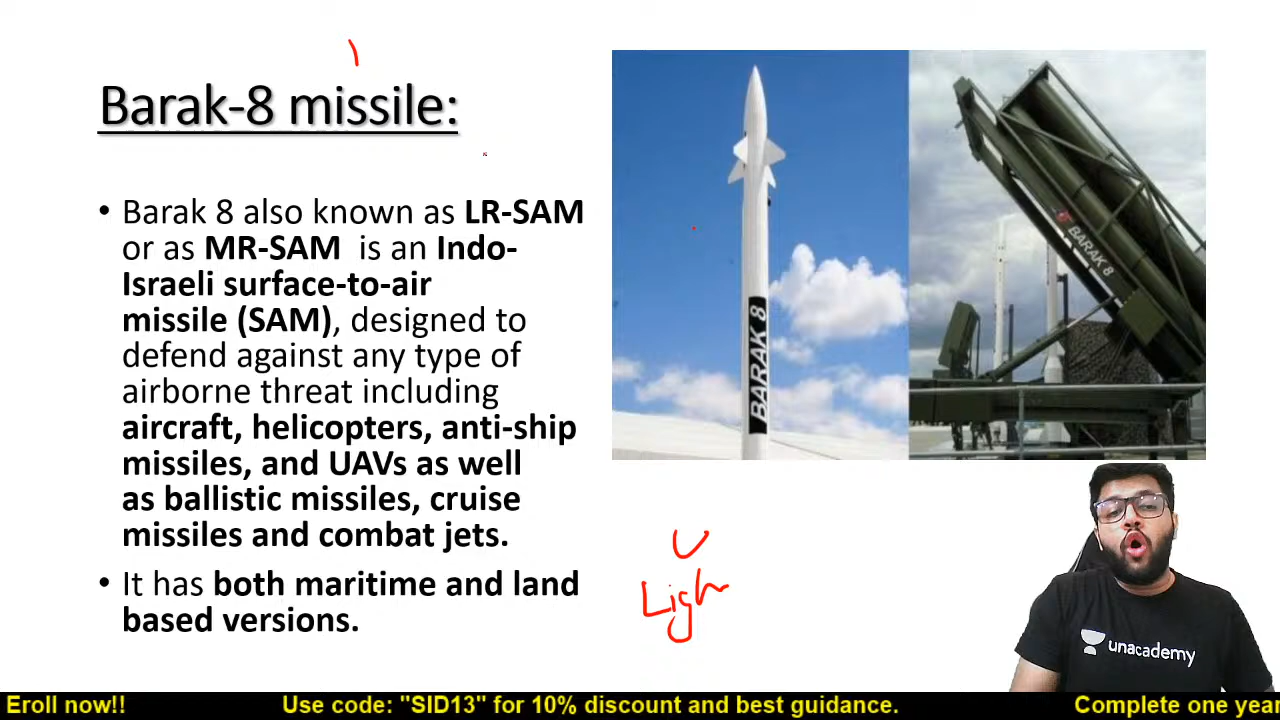 Barak-8 missile:
• Barak 8 also known as LR-SAM
or as MR-SAM is an Indo-
Israeli surface-to-air
missile (SAM), designed to
defend against any type of
airborne threat including
aircraft, helicopters, anti-ship
missiles, and UAVs as well
as ballistic missiles, cruise
missiles and combat jets.
• It has both maritime and land
based versions.
BARAK 8
BARAK 8
Ligh
unacademy
Eroll now!! Use code: "SID13" for 10% discount and best guidance. Complete one year